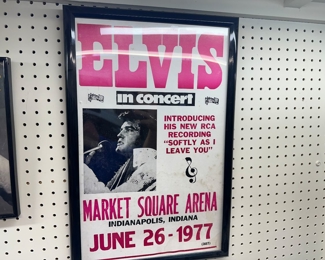 ELVIS
in concert
INTRODUCING
HIS NEW RCA
RECORDING
"SOFTLY AS I
LEAVE YOU"
MARKET SQUARE ARENA
INDIANAPOLIS, INDIANA
JUNE 26-1977